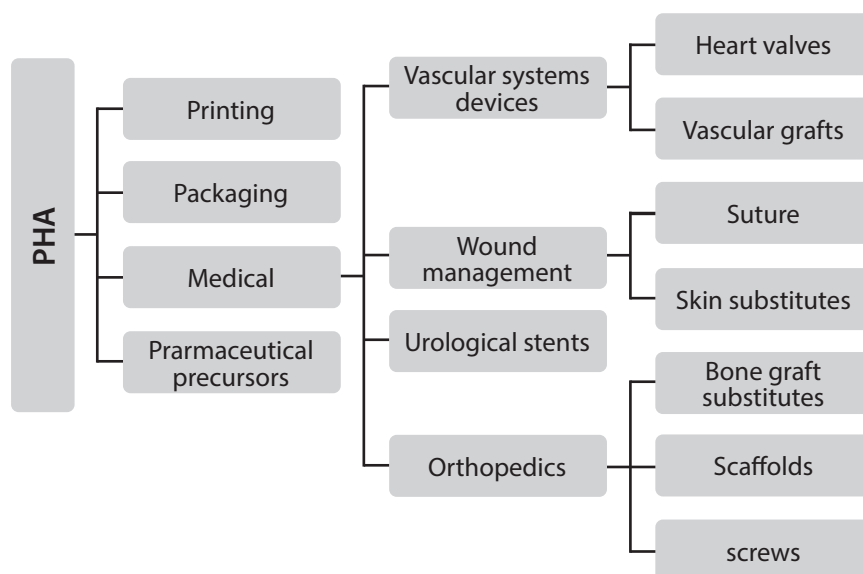 PHA
Printing
Packaging
Medical
Prarmaceutical
precursors
Vascular systems
devices
Wound
management
Urological stents
Orthopedics
Heart valves
Vascular grafts
Suture
Skin substitutes
Bone graft
substitutes
Scaffolds
screws